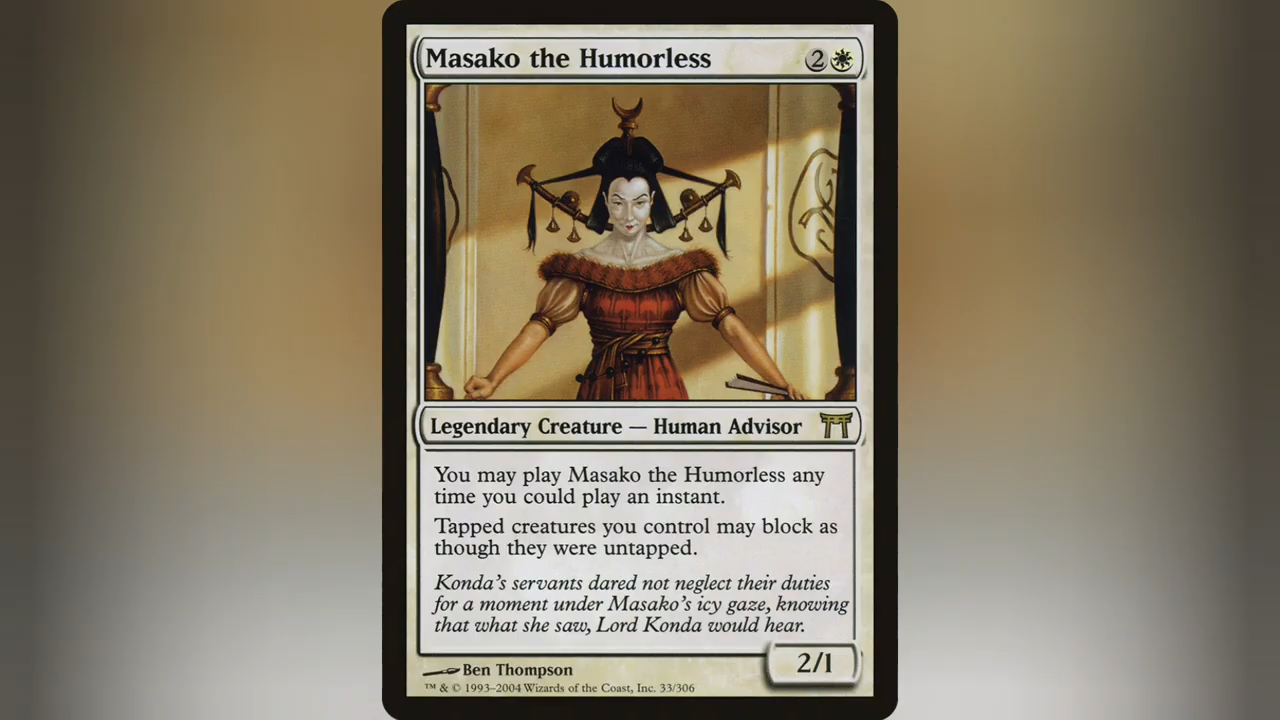 Masako the Humorless
2
You may play Masako the Humorless any
time you could play an instant.
Tapped creatures you control may block as
though they were untapped.
Konda's servants dared not neglect their duties
for a moment under Masako's icy gaze, knowing
that what she saw, Lord Konda would hear.
Legendary Creature — Human Advisor
2/1
Ben Thompson
™ & © 1993–2004 Wizards of the Coast, Inc. 33/306